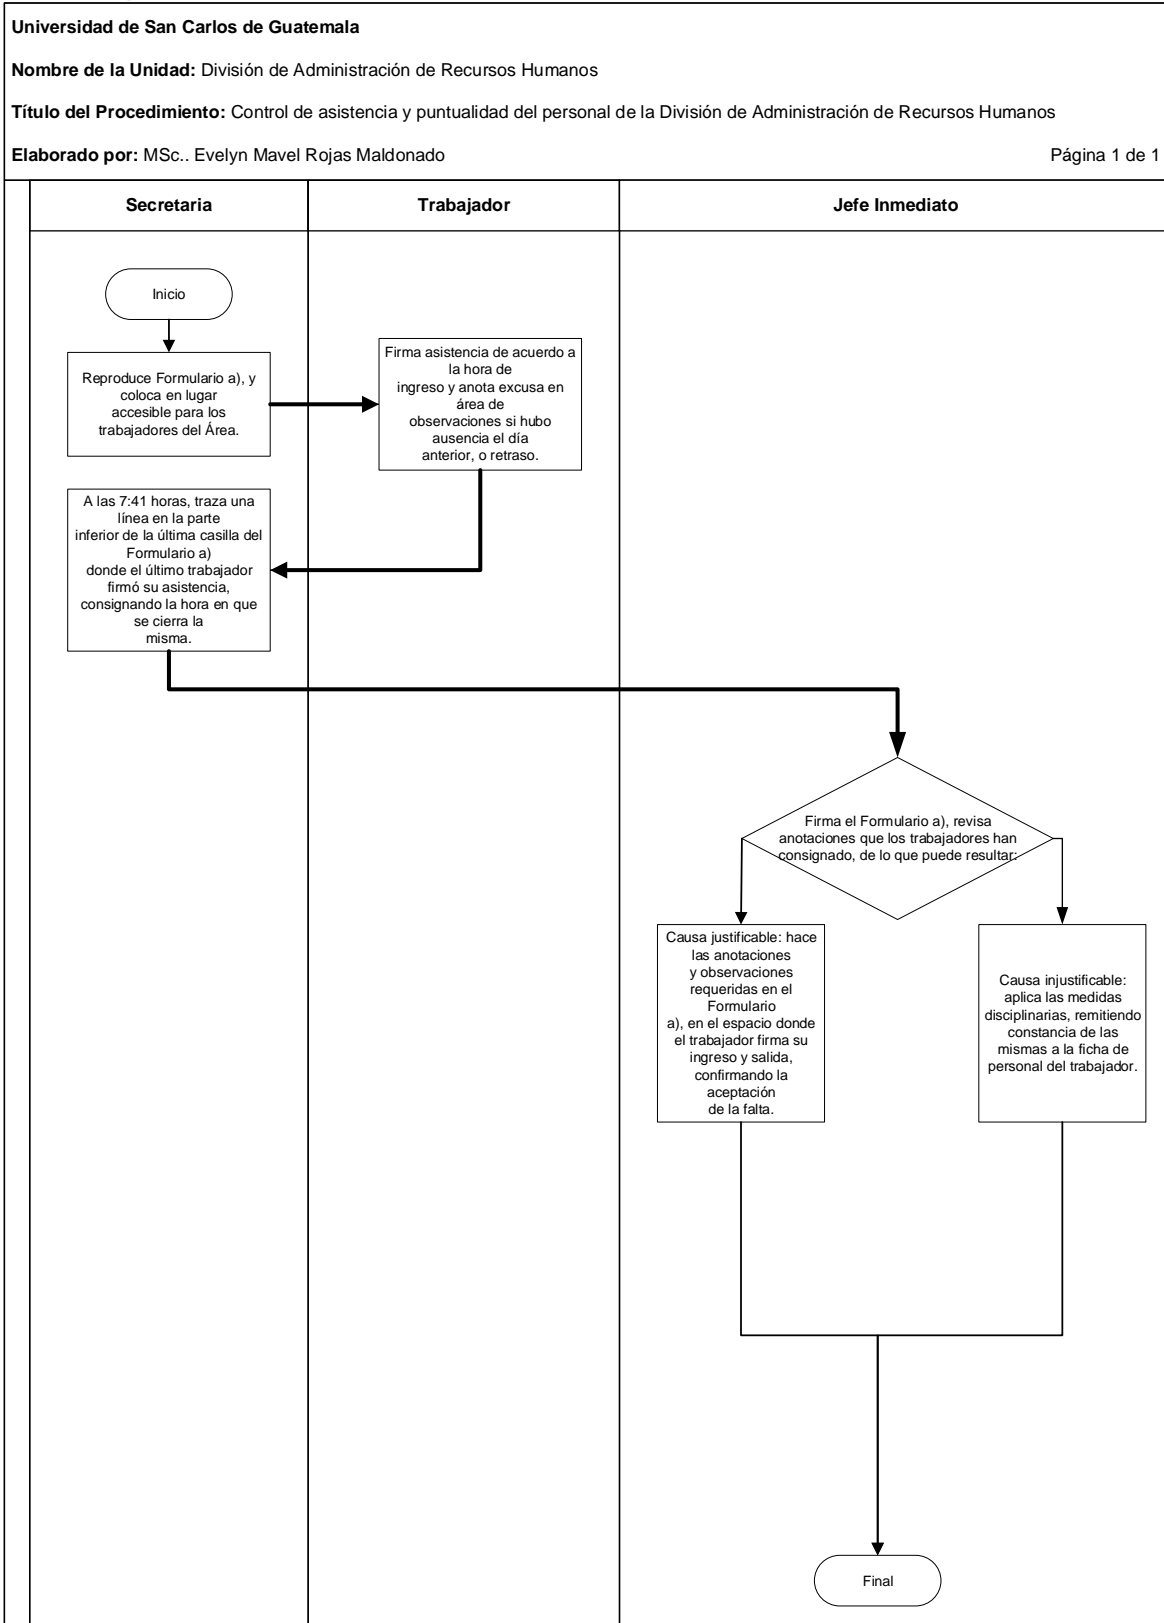 Universidad de San Carlos de Guatemala
Nombre de la Unidad: División de Administración de Recursos Humanos
Título del Procedimiento: Control de asistencia y puntualidad del personal de la División de Administración de Recursos Humanos
Elaborado por: MSc.. Evelyn Mavel Rojas Maldonado
Página 1 de 1
Secretaria
Trabajador
Jefe Inmediato
Inicio
Reproduce Formulario a), y
coloca en lugar
accesible para los
trabajadores del Área.
Firma asistencia de acuerdo a
la hora de
ingreso y anota excusa en
área de
observaciones si hubo
ausencia el día
anterior, o retraso.
A las 7:41 horas, traza una
línea en la parte
inferior de la última casilla del
Formulario a)
donde el último trabajador
firmó su asistencia,
consignando la hora en que
se cierra la
misma.
Firma el Formulario a), revisa
anotaciones que los trabajadores han
consignado, de lo que puede resultar:
Causa justificable: hace
las anotaciones
y observaciones
requeridas en el
Formulario
a), en el espacio donde
el trabajador firma su
ingreso y salida,
confirmando la
aceptación
de la falta.
Causa injustificable:
aplica las medidas
disciplinarias, remitiendo
constancia de las
mismas a la ficha de
personal del trabajador.
Final